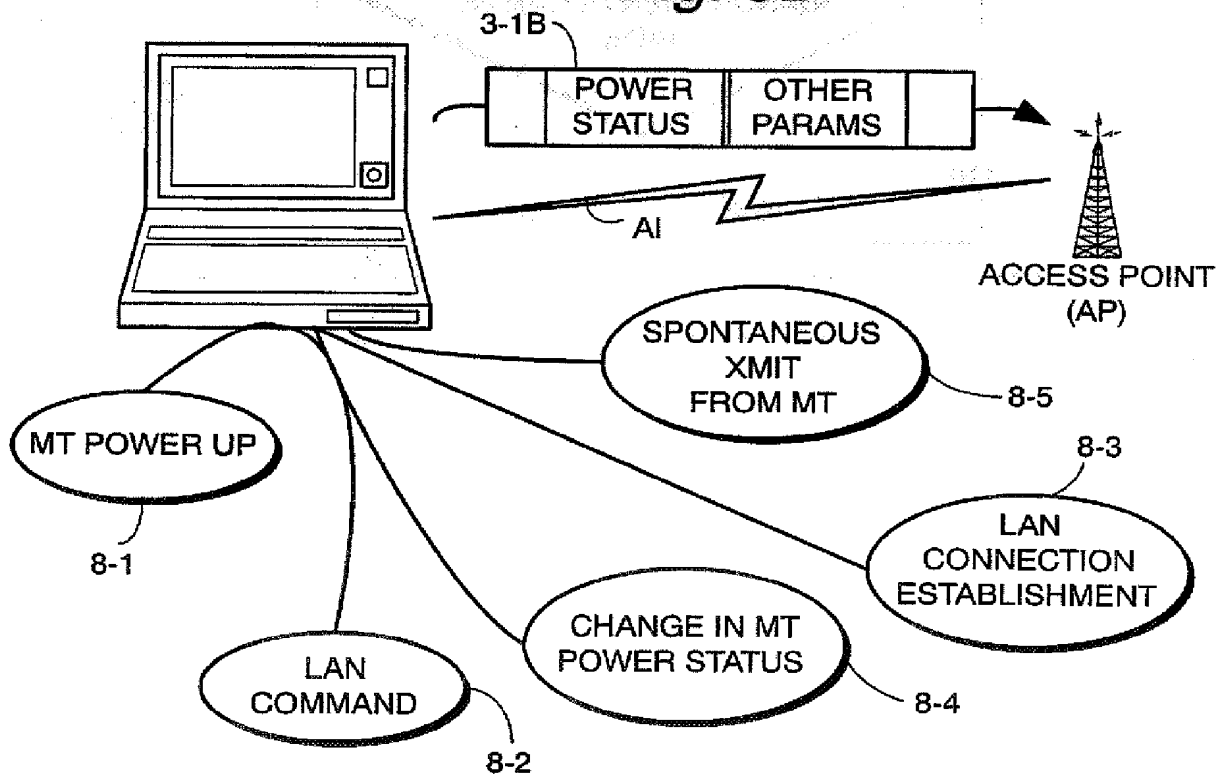 3-1B
POWER
STATUS
OTHER
PARAMS
AI
ACCESS POINT
(AP)
SPONTANEOUS
XMIT
FROM MT
8-5
MT POWER UP
8-1
8-3
LAN
CONNECTION
ESTABLISHMENT
CHANGE IN MT
POWER STATUS
8-4
LAN
COMMAND
8-2